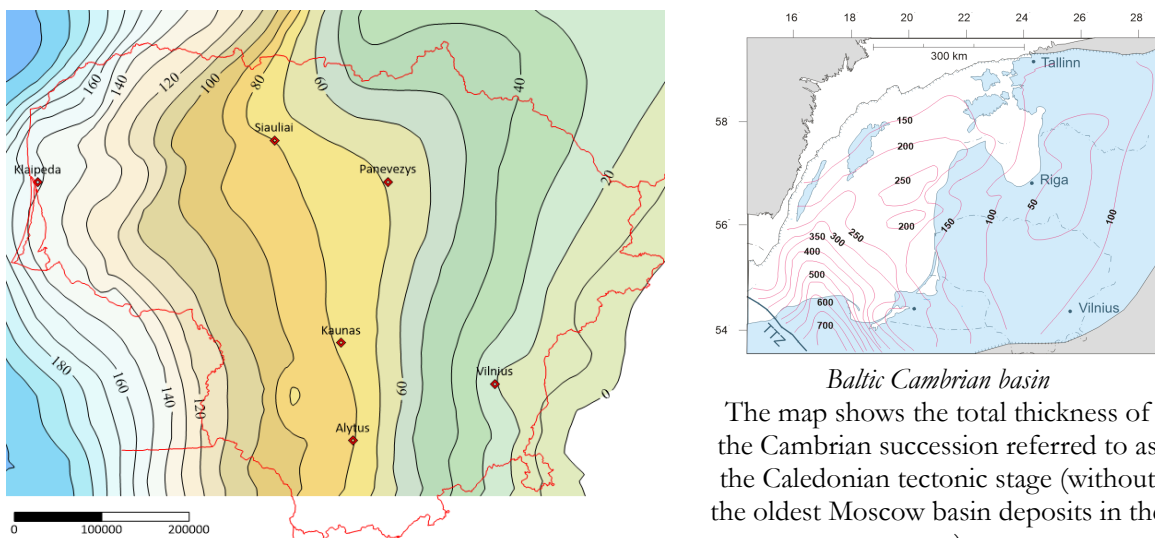 160
140
120
100
80
60
40
Siauliai
Klaipeda
Panevezys
20
Kaunas
Vilnius
180
160
140
120
60
0
Alytus
0 100000 200000
16 18 20 22 24 26 28
300 km
Tallinn
58
150
200
250
Riga
50
200
100
56
150
100
250
350
300
400
500
600
Vilnius
700
54
TTZ
Baltic Cambrian basin
The map shows the total thickness of
the Cambrian succession referred to as
the Caledonian tectonic stage (without
the oldest Moscow basin deposits in the